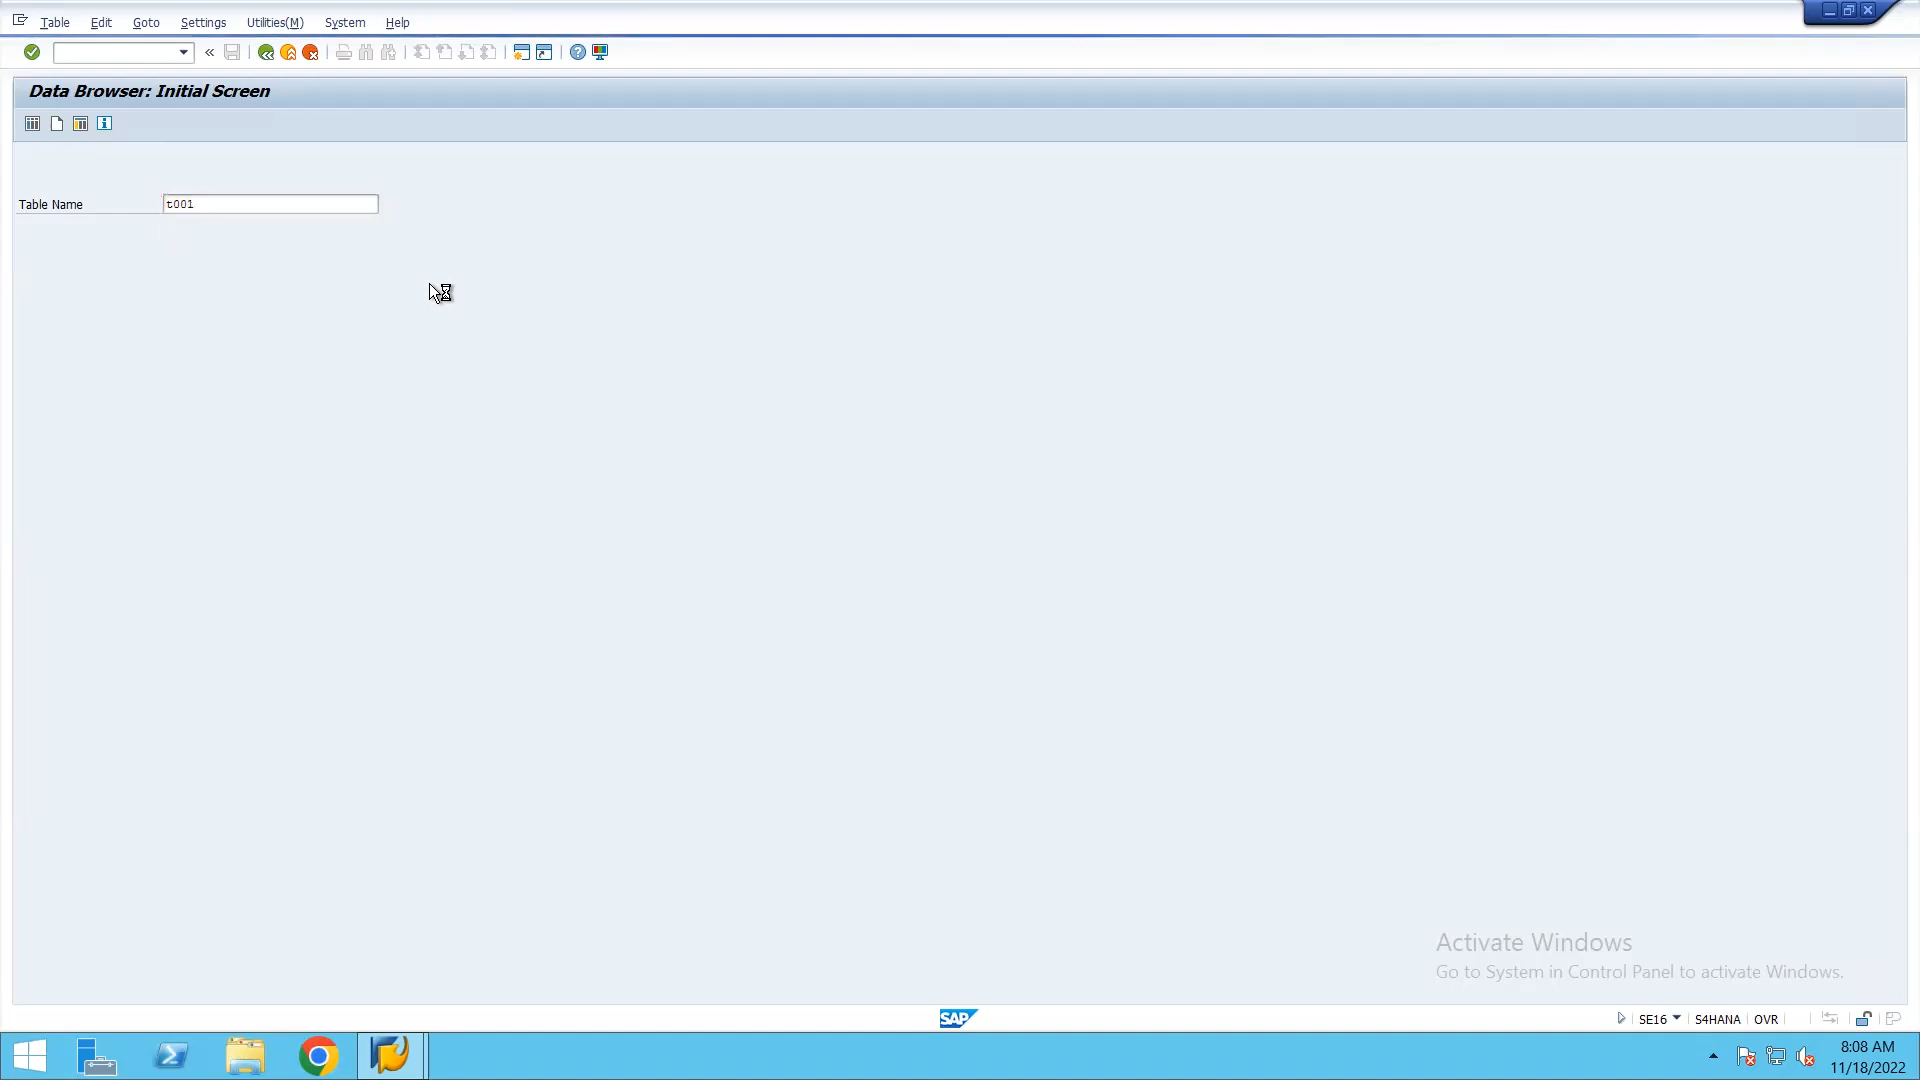 Table Edit Goto Settings Utilities(M) System Help
Data Browser: Initial Screen
Table Name t001
Activate Windows
Go to System in Control Panel to activate Windows.
SAP SE16 S4HANA OVR
8:08 AM
11/18/2022